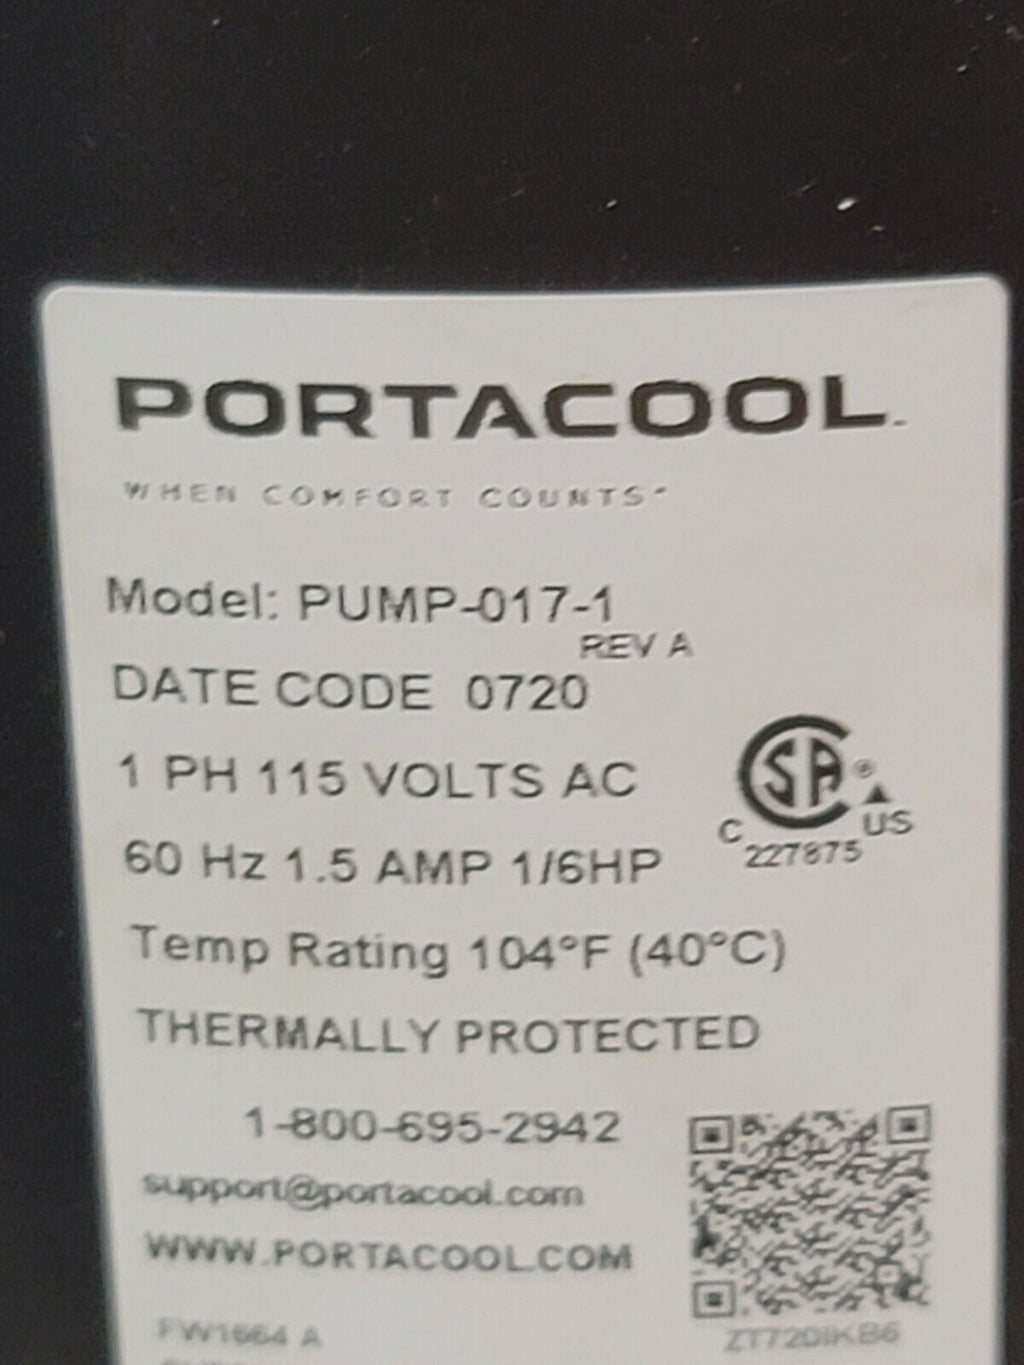 PORTACOOL.
WHEN COMFORT COUNTS
Model: PUMP-017-1
REV A
DATE CODE 0720
1 PH 115 VOLTS AC
60 Hz 1.5 AMP 1/6HP
SA ®
C US
227875
Temp Rating 104°F (40°C)
THERMALLY PROTECTED
1-800-695-2942
support@portacool.com
WWW.PORTACOOL.COM
FW1664 A